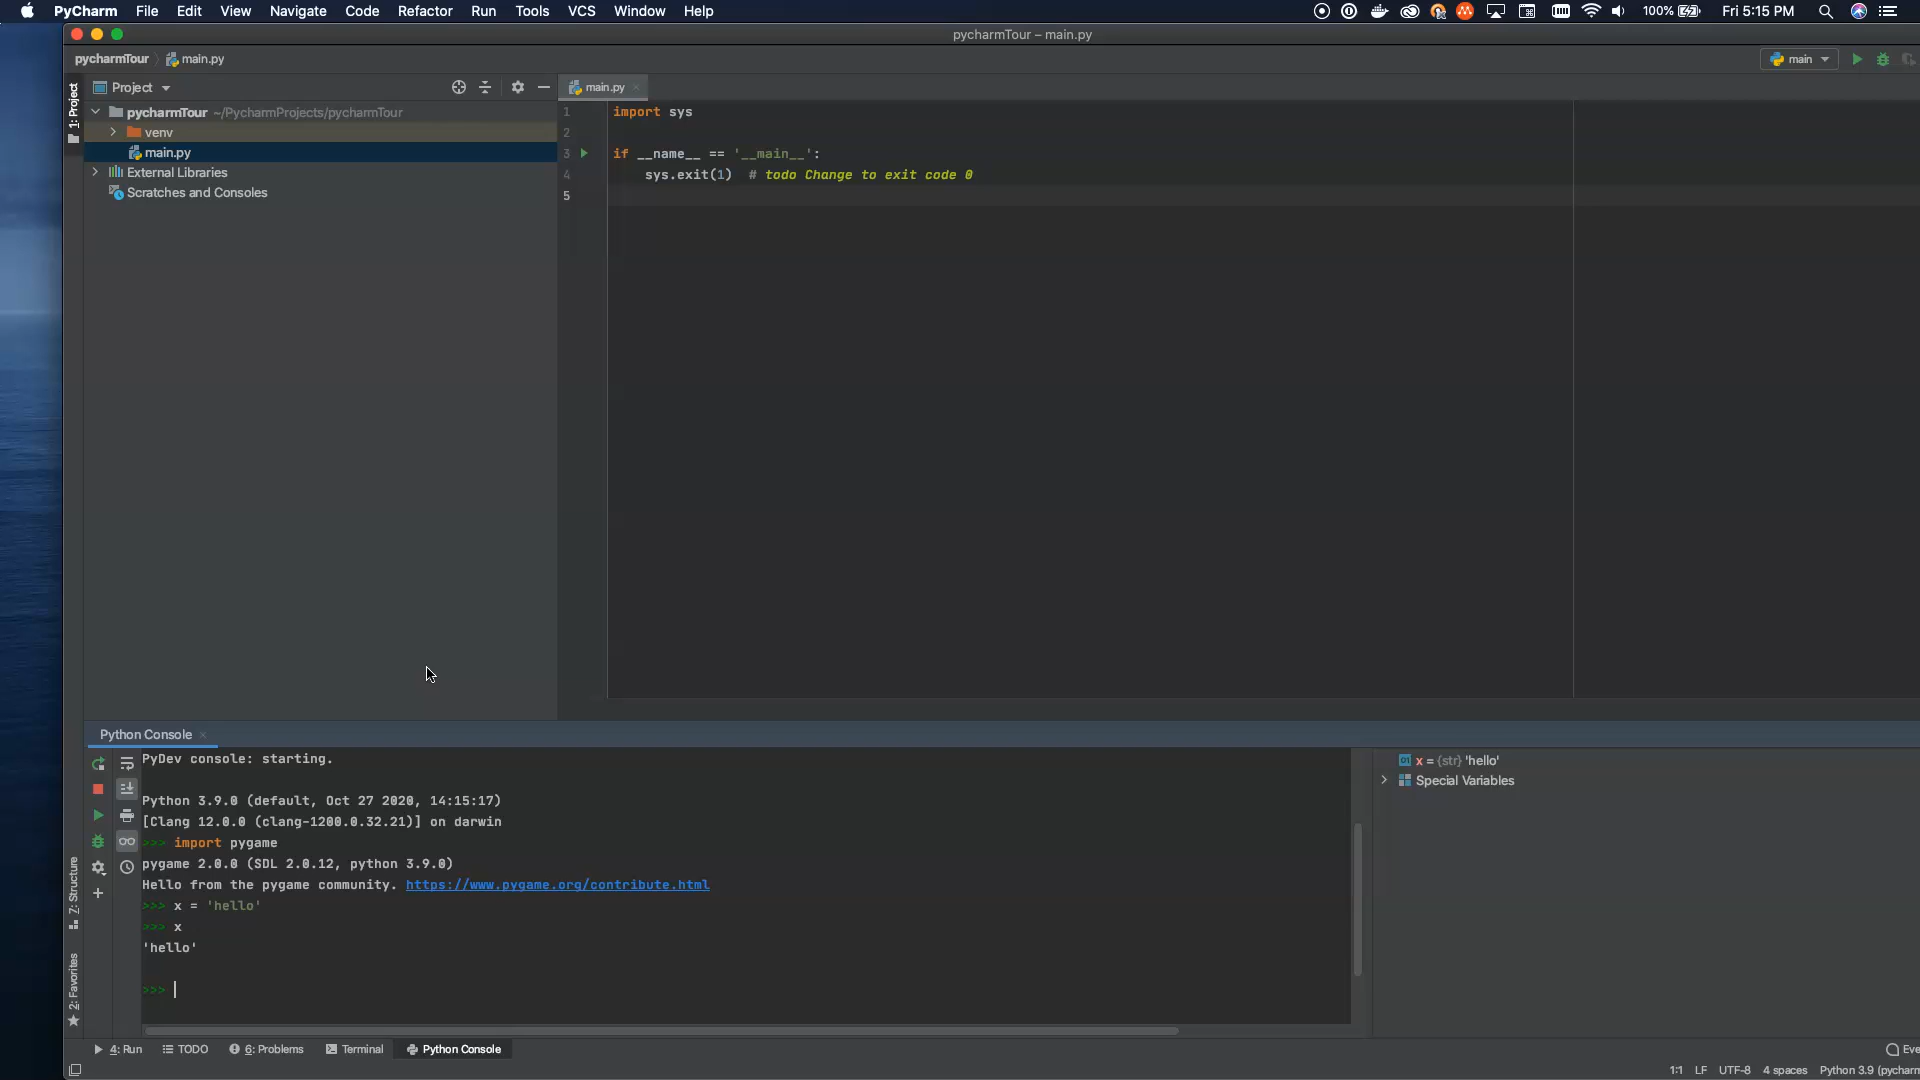 PyCharm File Edit View Navigate Code Refactor Run Tools VCS Window Help 100% Fri 5:15 PM
pycharmTour – main.py
pycharmTour main.py main
1: Project
Project
main.py
pycharmTour ~/PycharmProjects/pycharmTour
venv
main.py
External Libraries
Scratches and Consoles
1 import sys
2
3 if __name__ == '__main__':
4 sys.exit(1) # todo Change to exit code 0
5
Python Console
PyDev console: starting.
Python 3.9.0 (default, Oct 27 2020, 14:15:17)
[Clang 12.0.0 (clang-1200.0.32.21)] on darwin
>>> import pygame
pygame 2.0.0 (SDL 2.0.12, python 3.9.0)
Hello from the pygame community. https://www.pygame.org/contribute.html
>>> x = 'hello'
>>> x
'hello'
>>>
x = {str} 'hello'
Special Variables
7: Structure
2: Favorites
4: Run TODO 6: Problems Terminal Python Console Eve
1:1 LF UTF-8 4 spaces Python 3.9 (pycharm